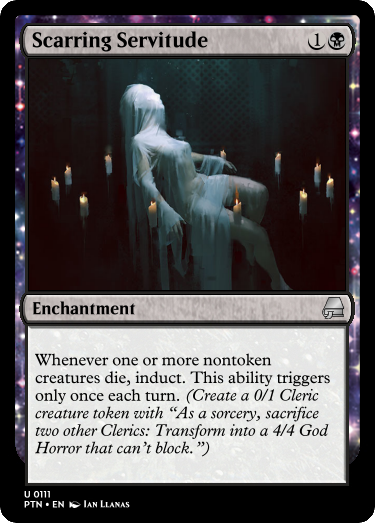 Scarring Servitude 1
Enchantment
Whenever one or more nontoken
creatures die, induct. This ability triggers
only once each turn. (Create a 0/1 Cleric
creature token with “As a sorcery, sacrifice
two other Clerics: Transform into a 4/4 God
Horror that can’t block.”)
U 0111
PTN • EN Ian Llanas